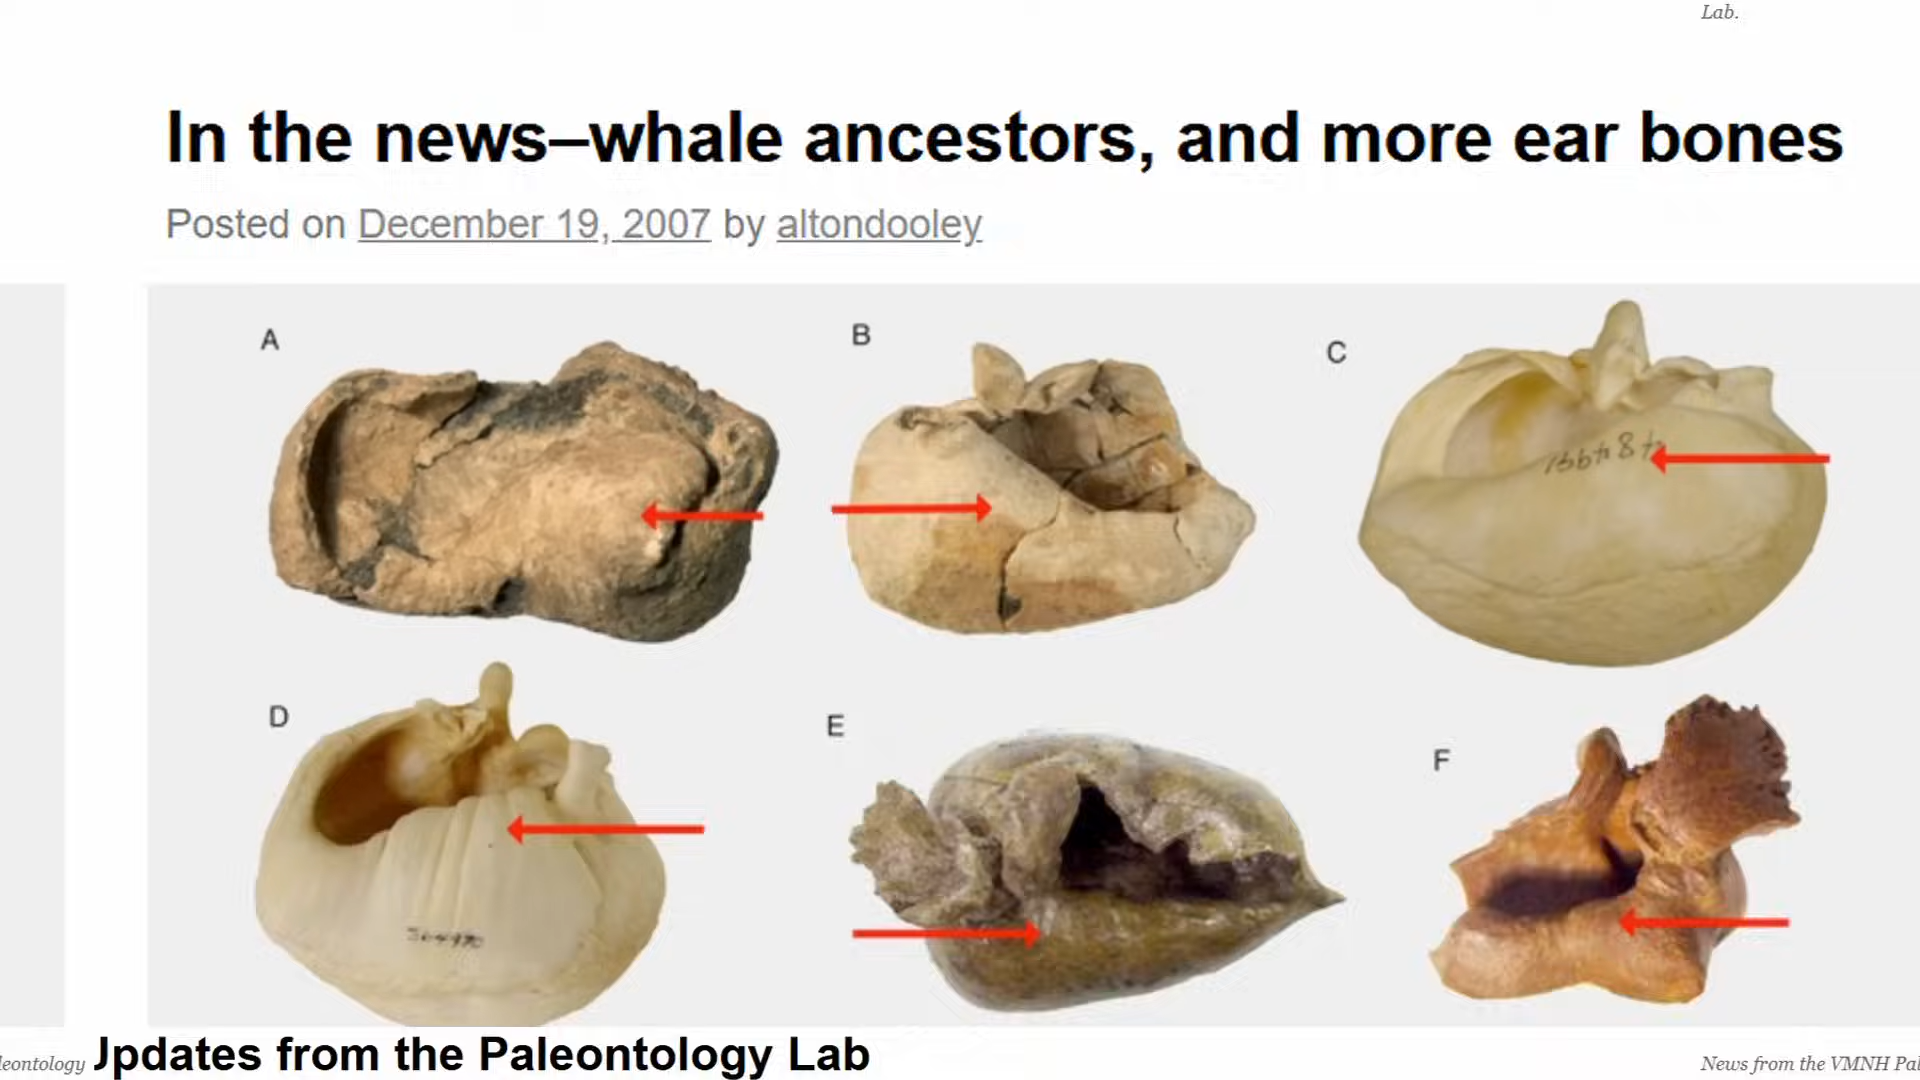 Lab.
In the news–whale ancestors, and more ear bones
Posted on December 19, 2007 by altondooley
A
B
C
D
E
F
leontology
Updates from the Paleontology Lab
News from the VMNH Pal